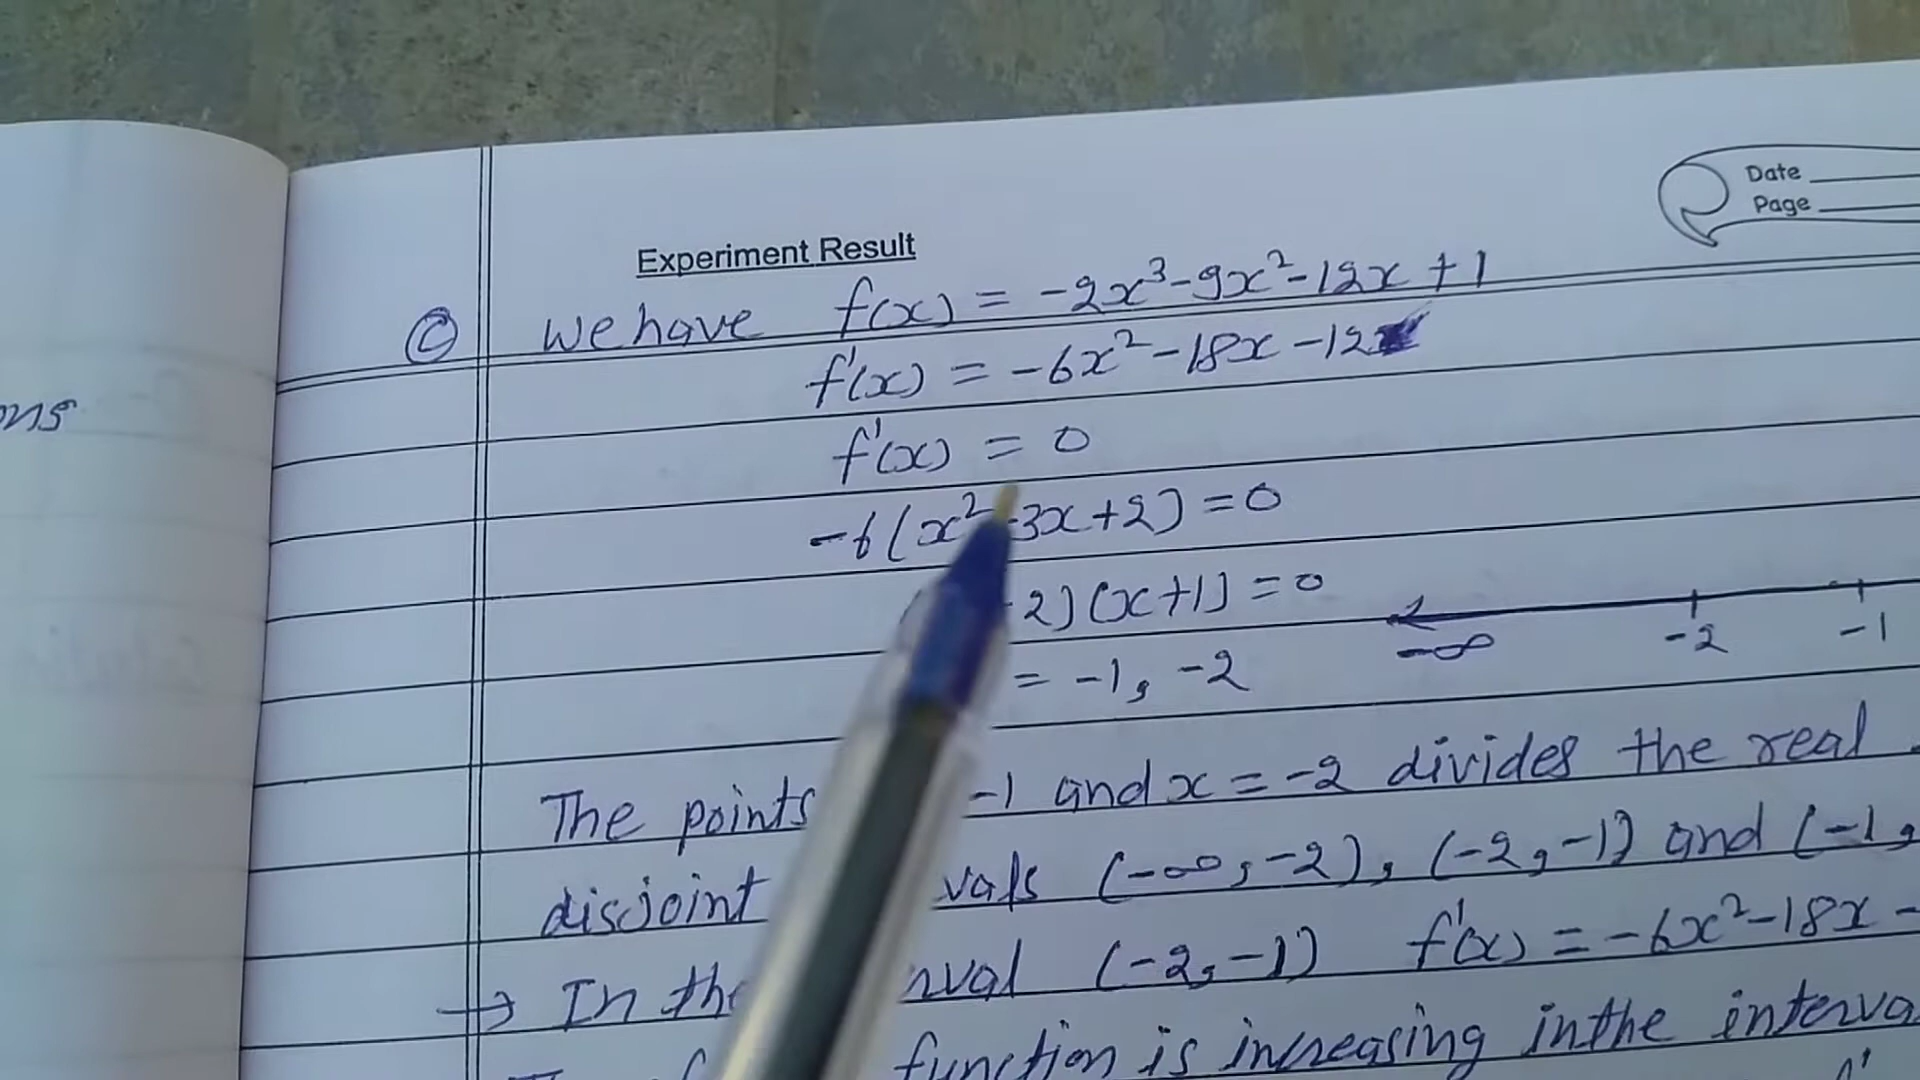 Date
Page
Experiment Result
ons
(C) we have f(x) = -2x³-9x²-12x+1
f'(x) = -6x²-18x-12
f'(x) = 0
-6(x² 3x+2) = 0
2)(x+1) = 0
= -1, -2
-∞ -2 -1
The points -1 and x = -2 divides the real
disjoint vals (-∞, -2), (-2, -1) and (-1,
→ In the rval (-2, -1) f'(x) = -6x²-18x-
function is increasing in the interva